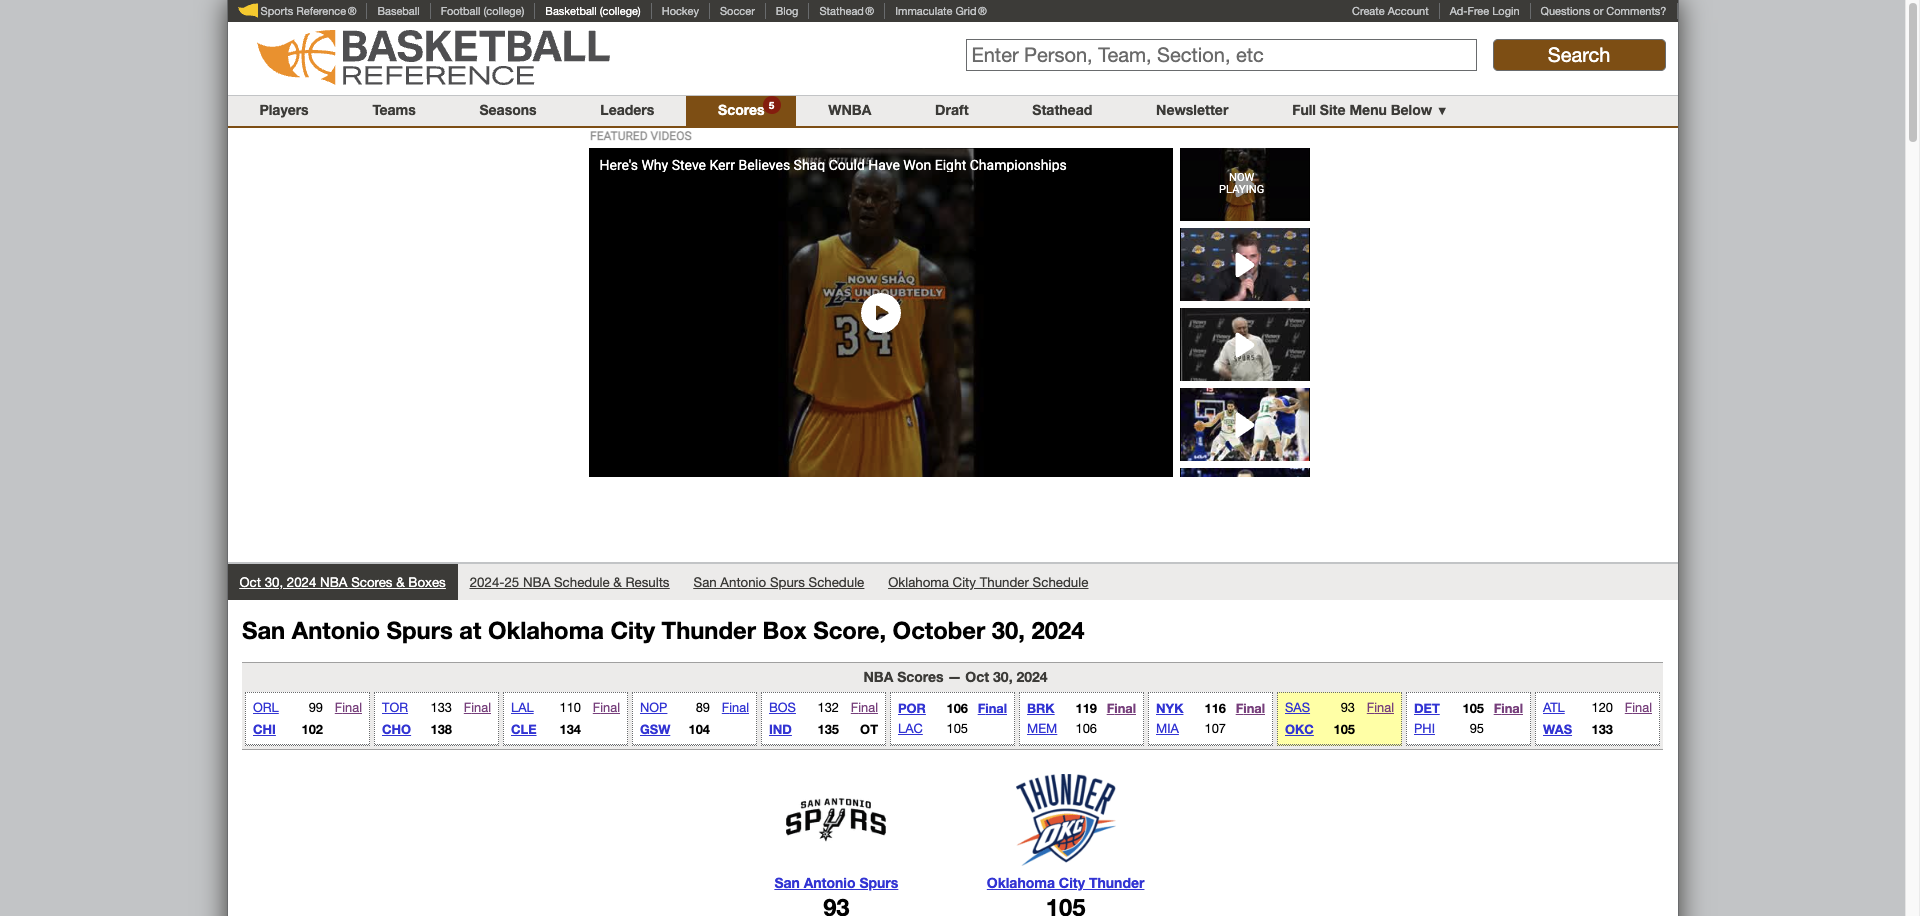 Sports Reference®
Baseball
Football (college)
Basketball (college)
Hockey
Soccer
Blog
Stathead®
Immaculate Grid®
Create Account
Ad-Free Login
Questions or Comments?
BASKETBALL
REFERENCE
Enter Person, Team, Section, etc
Search
Players
Teams
Seasons
Leaders
Scores 5
WNBA
Draft
Stathead
Newsletter
Full Site Menu Below ▼
FEATURED VIDEOS
Here's Why Steve Kerr Believes Shaq Could Have Won Eight Championships
NOW SHAQ
WAS UNDOUBTEDLY
34
NOW
PLAYING
SPURS
Oct 30, 2024 NBA Scores & Boxes
2024-25 NBA Schedule & Results
San Antonio Spurs Schedule
Oklahoma City Thunder Schedule
San Antonio Spurs at Oklahoma City Thunder Box Score, October 30, 2024
NBA Scores — Oct 30, 2024
ORL 99 Final
CHI 102
TOR 133 Final
CHO 138
LAL 110 Final
CLE 134
NOP 89 Final
GSW 104
BOS 132 Final
IND 135 OT
POR 106 Final
LAC 105
BRK 119 Final
MEM 106
NYK 116 Final
MIA 107
SAS 93 Final
OKC 105
DET 105 Final
PHI 95
ATL 120 Final
WAS 133
SAN ANTONIO
SPURS
THUNDER
OKC
San Antonio Spurs
Oklahoma City Thunder
93
105